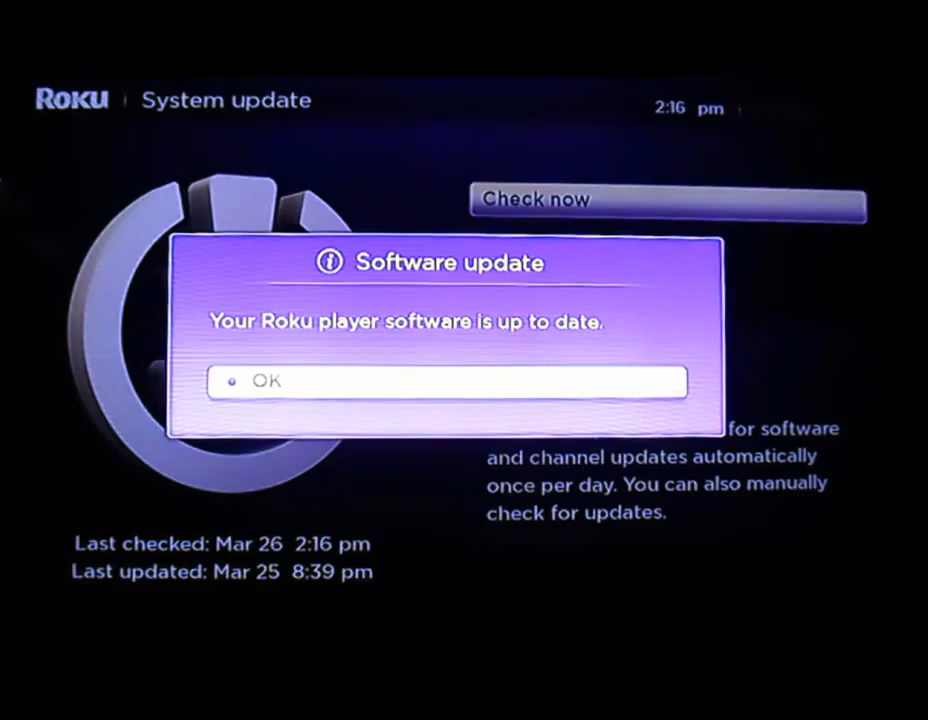 Roku System update 2:16 pm
Check now
Software update
Your Roku player software is up to date.
OK
for software
and channel updates automatically
once per day. You can also manually
check for updates.
Last checked: Mar 26 2:16 pm
Last updated: Mar 25 8:39 pm